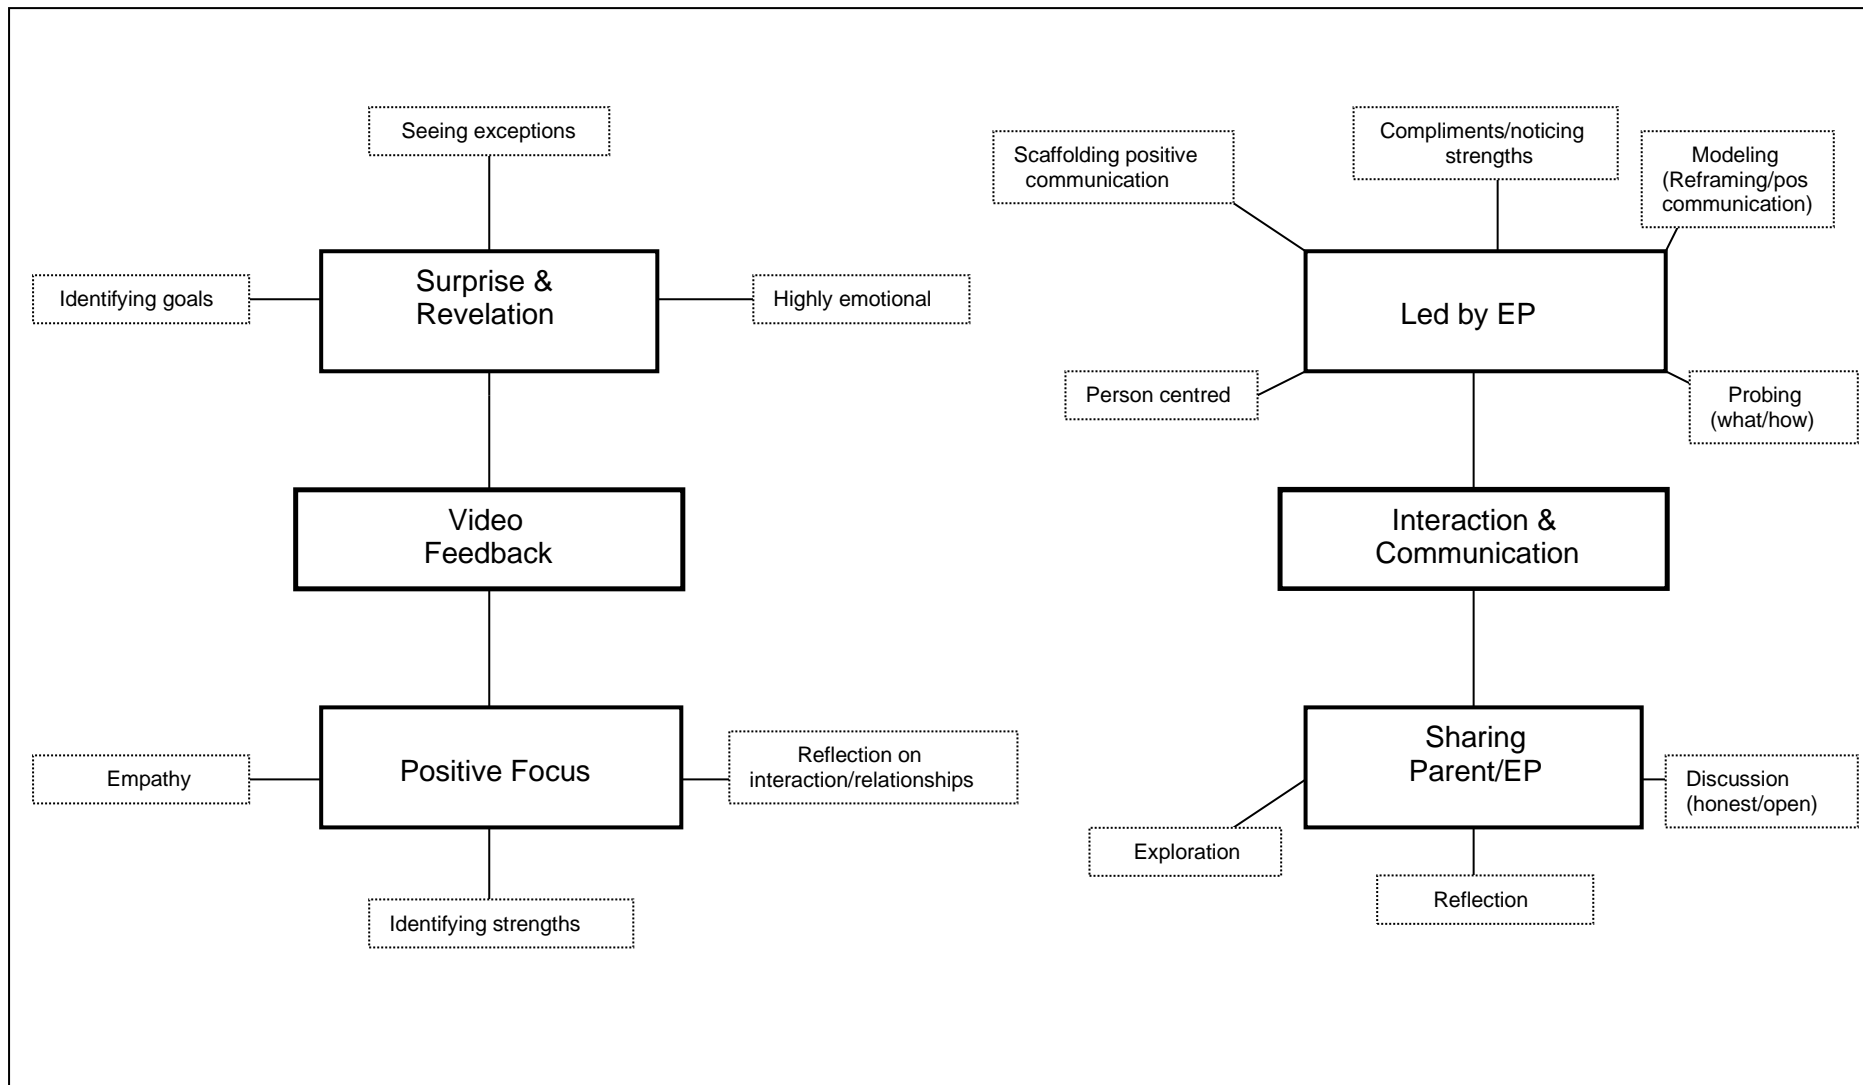 Seeing exceptions
Identifying goals
Surprise &
Revelation
Highly emotional
Video
Feedback
Empathy
Positive Focus
Reflection on
interaction/relationships
Identifying strengths
Scaffolding positive
communication
Compliments/noticing
strengths
Modeling
(Reframing/pos
communication)
Led by EP
Person centred
Probing
(what/how)
Interaction &
Communication
Sharing
Parent/EP
Discussion
(honest/open)
Exploration
Reflection